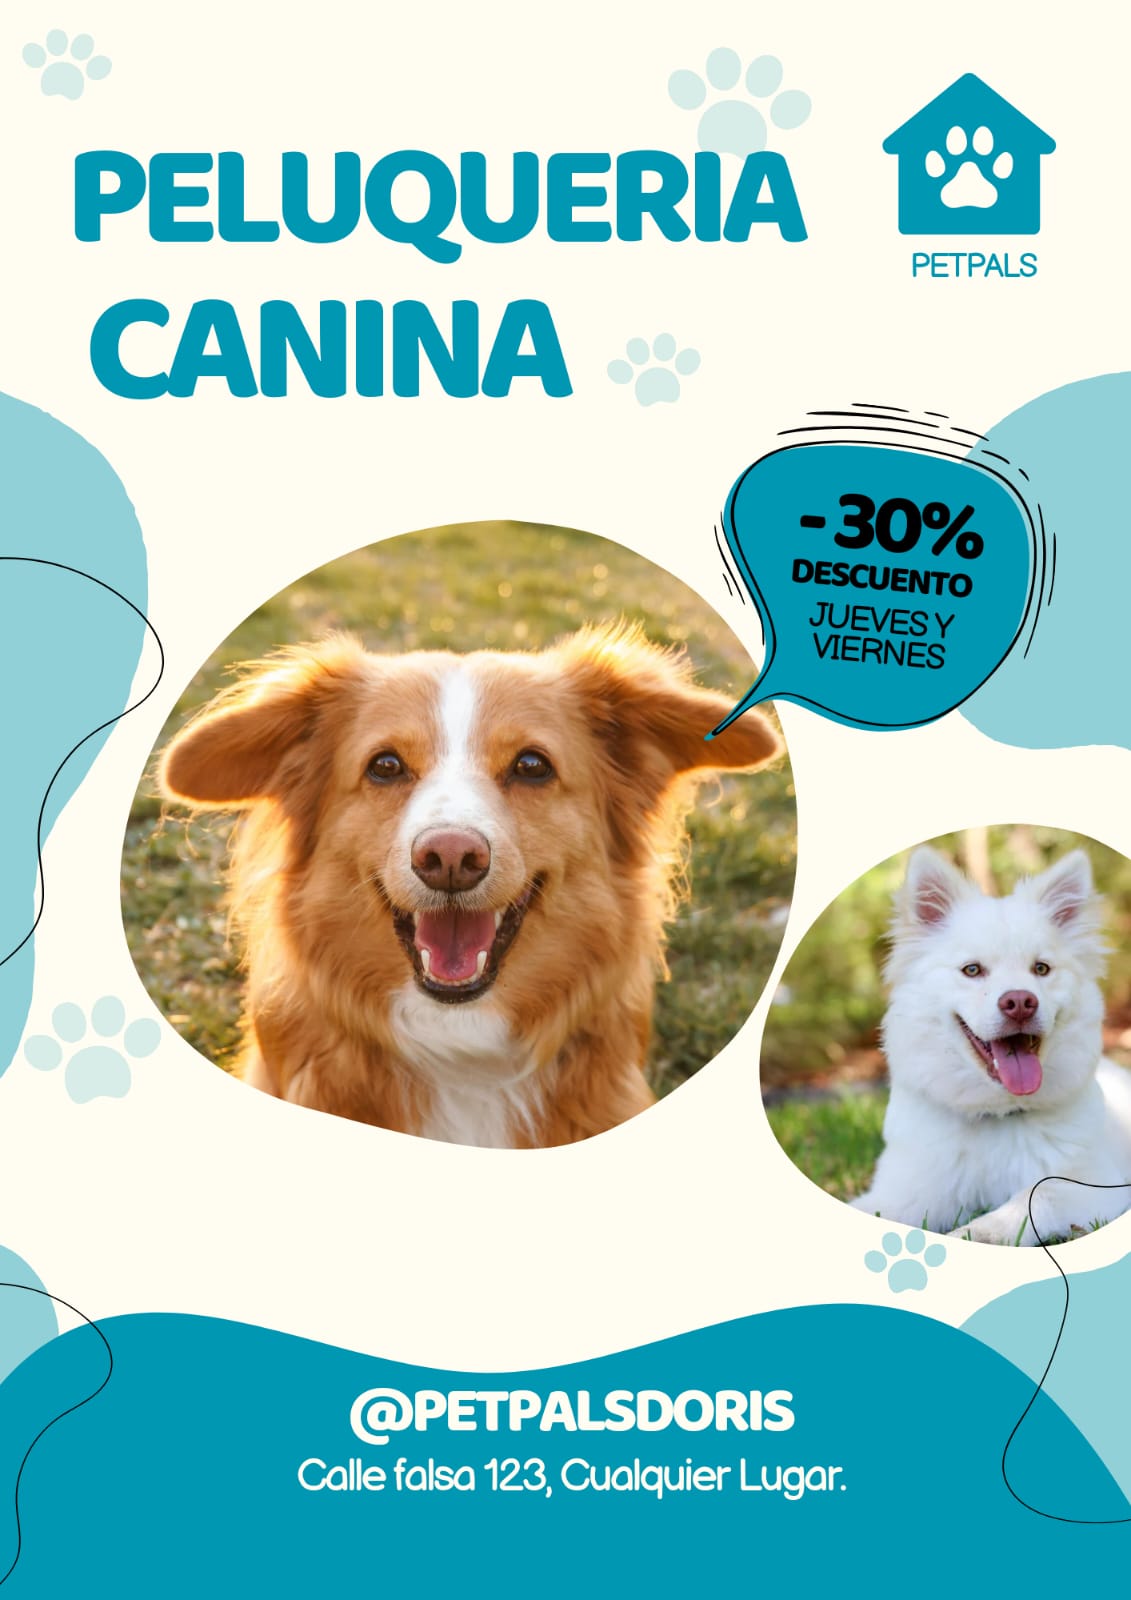 PELUQUERIA
CANINA
PETPALS
-30%
DESCUENTO
JUEVES Y
VIERNES
@PETPALSDORIS
Calle falsa 123, Cualquier Lugar.